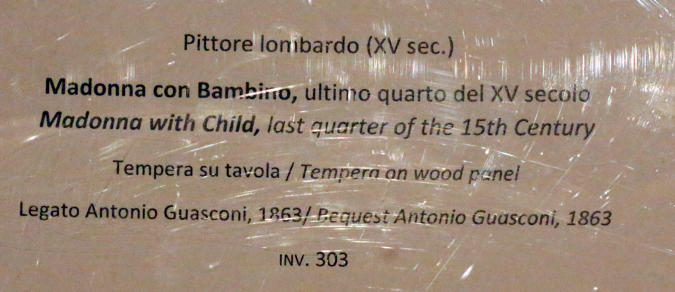 Pittore lombardo (XV sec.)
Madonna con Bambino, ultimo quarto del XV secolo
Madonna with Child, last quarter of the 15th Century
Tempera su tavola / Tempera on wood panel
Legato Antonio Guasconi, 1863/ Bequest Antonio Guasconi, 1863
INV. 303